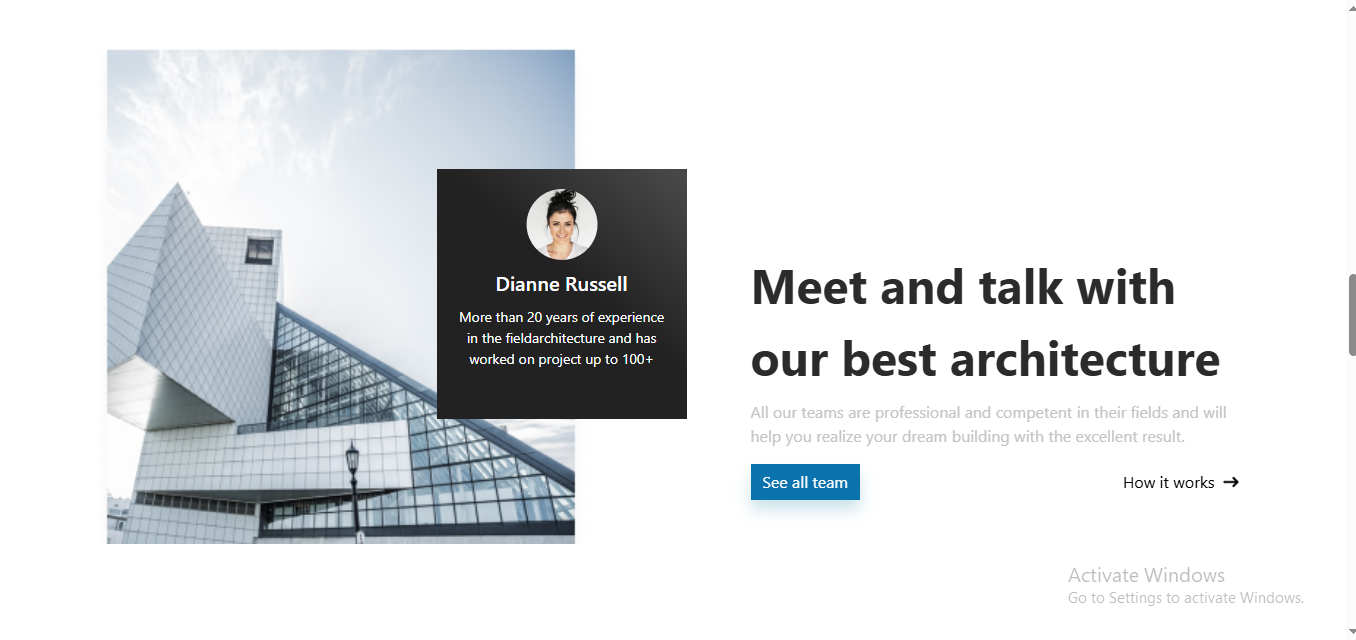 Dianne Russell
More than 20 years of experience
in the fieldarchitecture and has
worked on project up to 100+
Meet and talk with
our best architecture
All our teams are professional and competent in their fields and will
help you realize your dream building with the excellent result.
See all team
How it works →
Activate Windows
Go to Settings to activate Windows.